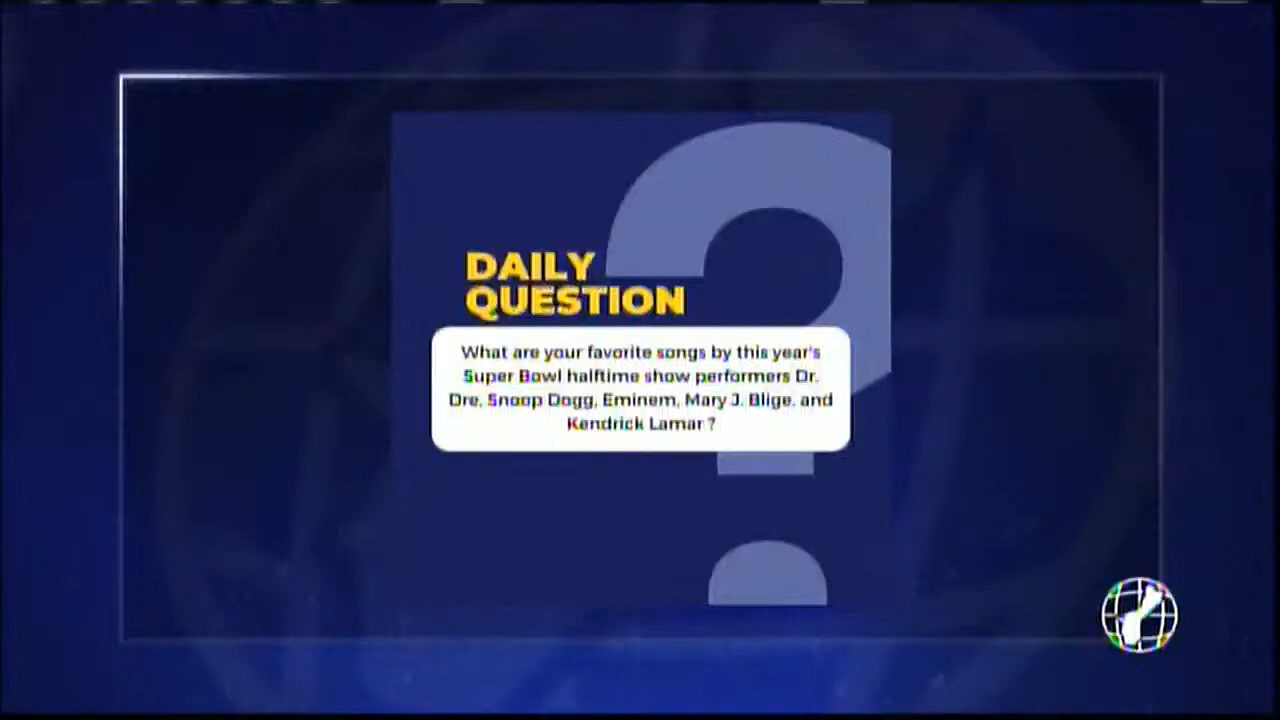 DAILY
QUESTION
What are your favorite songs by this year's
Super Bowl halftime show performers Dr.
Dre, Snoop Dogg, Eminem, Mary J. Blige, and
Kendrick Lamar ?